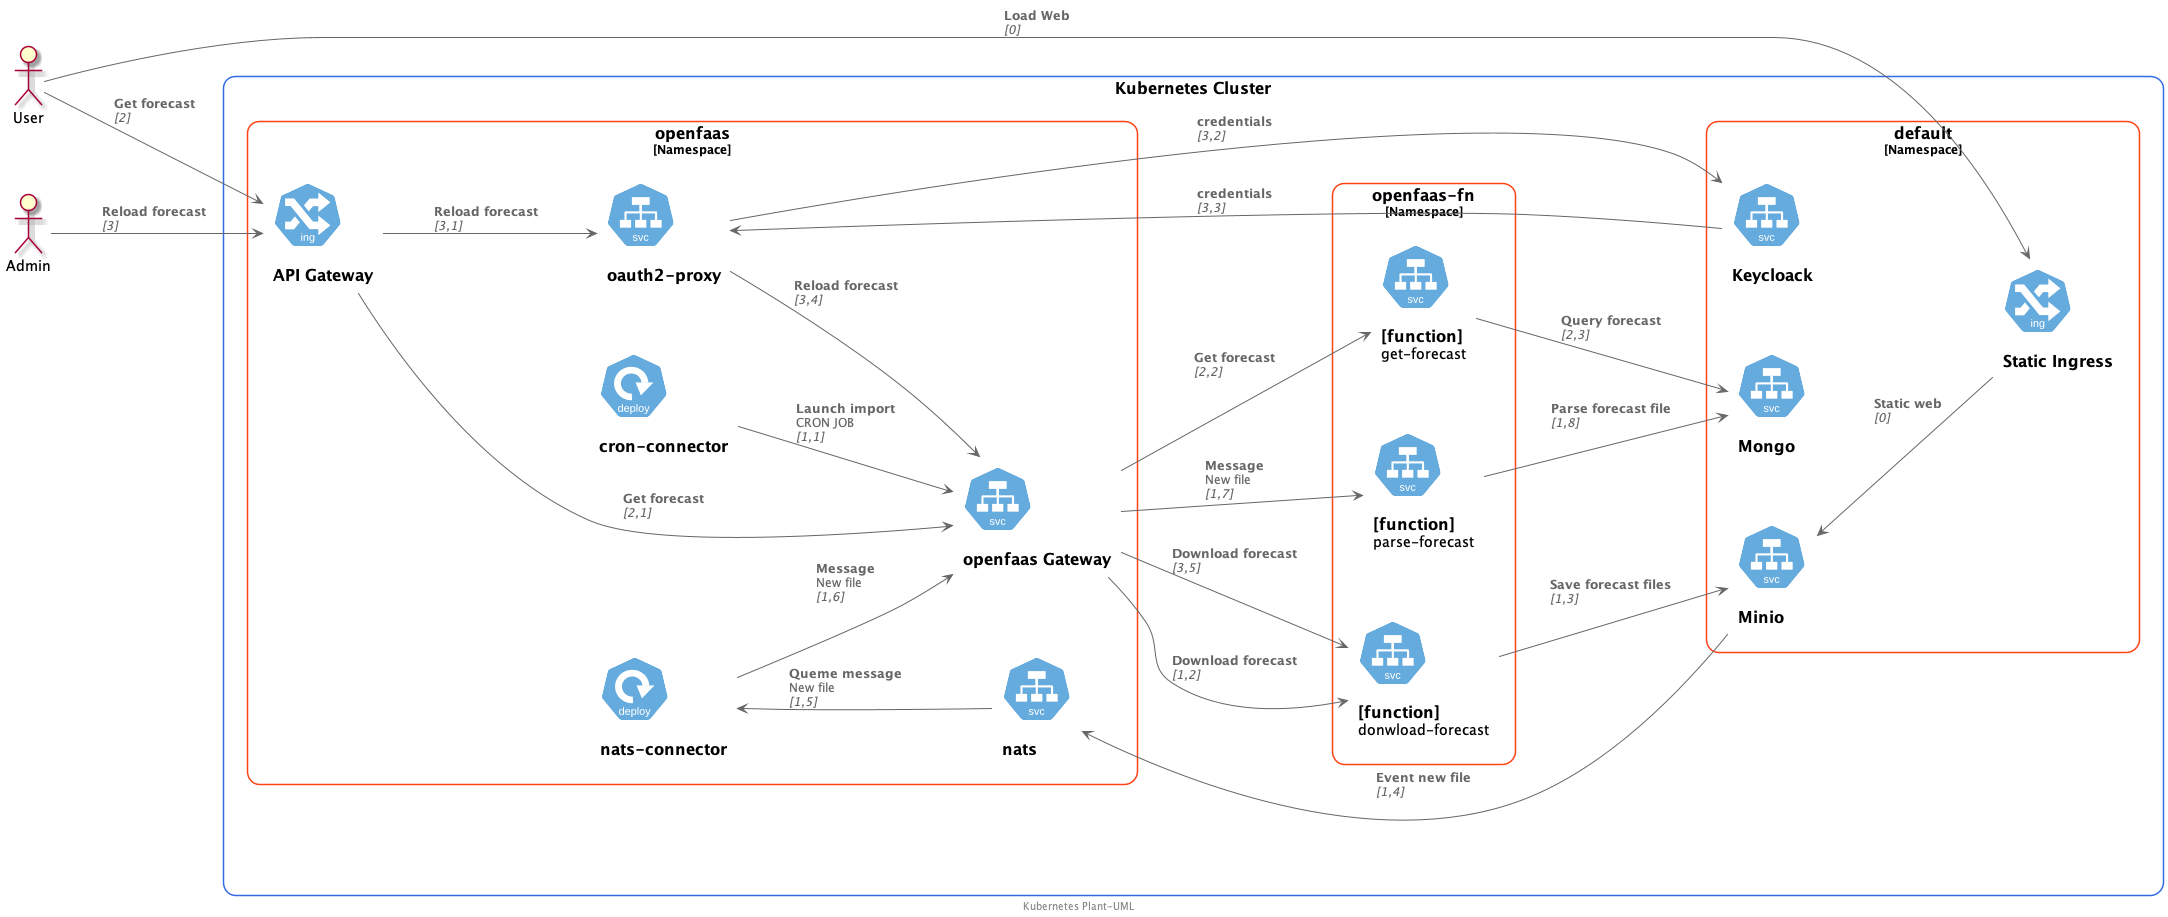 Load Web
[0]
User
Get forecast
[2]
Admin
Reload forecast
[3]
Kubernetes Cluster
openfaas
[Namespace]
ing
API Gateway
Reload forecast
[3,1]
svc
oauth2-proxy
credentials
[3,2]
credentials
[3,3]
Reload forecast
[3,4]
deploy
cron-connector
Launch import
CRON JOB
[1,1]
Get forecast
[2,1]
svc
openfaas Gateway
Message
New file
[1,6]
deploy
nats-connector
Queme message
New file
[1,5]
svc
nats
Get forecast
[2,2]
Message
New file
[1,7]
Download forecast
[3,5]
Download forecast
[1,2]
openfaas-fn
[Namespace]
svc
[function]
get-forecast
svc
[function]
parse-forecast
svc
[function]
donwload-forecast
Query forecast
[2,3]
Parse forecast file
[1,8]
Save forecast files
[1,3]
Event new file
[1,4]
default
[Namespace]
svc
Keycloack
svc
Mongo
svc
Minio
ing
Static Ingress
Static web
[0]
Kubernetes Plant-UML